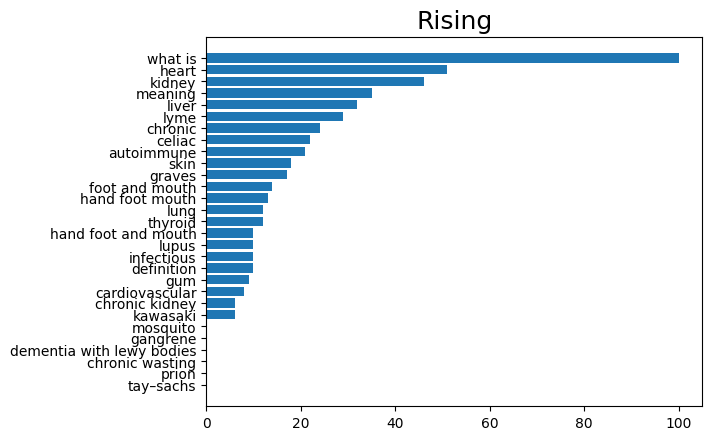 Rising
what is
heart
kidney
meaning
liver
lyme
chronic
celiac
autoimmune
skin
graves
foot and mouth
hand foot mouth
lung
thyroid
hand foot and mouth
lupus
infectious
definition
gum
cardiovascular
chronic kidney
kawasaki
mosquito
gangrene
dementia with lewy bodies
chronic wasting
prion
tay–sachs
0 20 40 60 80 100